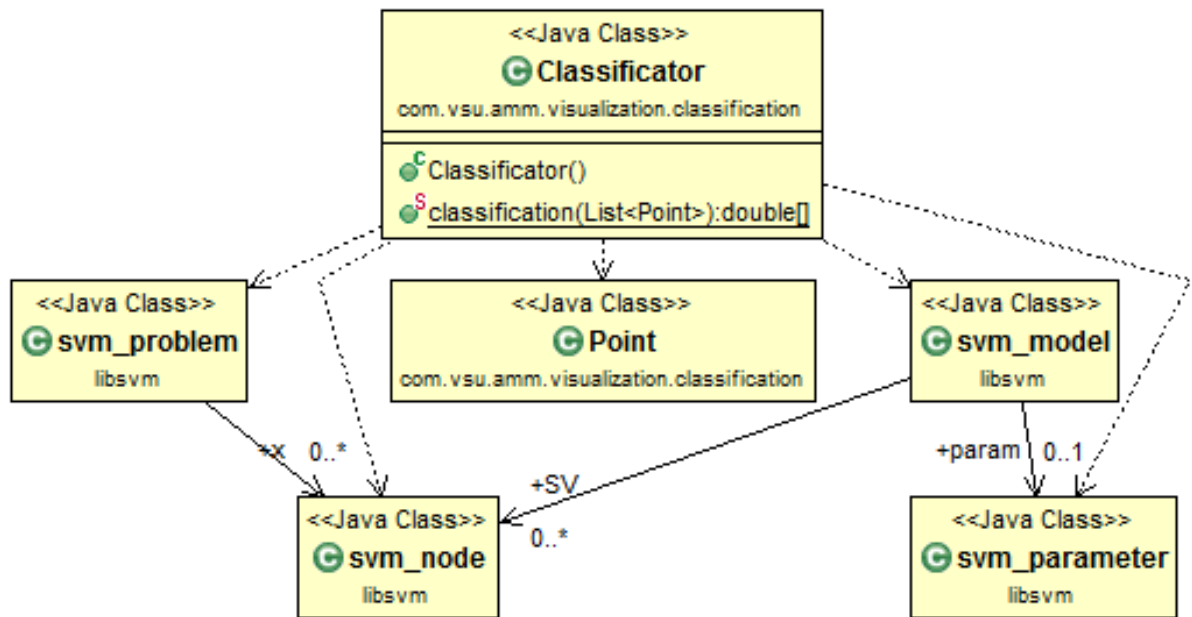 <<Java Class>>
Classificator
com.vsu.amm.visualization.classification
Classificator()
classification(List<Point>):double[]
<<Java Class>>
svm_problem
libsvm
<<Java Class>>
Point
com.vsu.amm.visualization.classification
<<Java Class>>
svm_model
libsvm
+x 0..*
+SV
0..*
+param 0..1
<<Java Class>>
svm_node
libsvm
<<Java Class>>
svm_parameter
libsvm